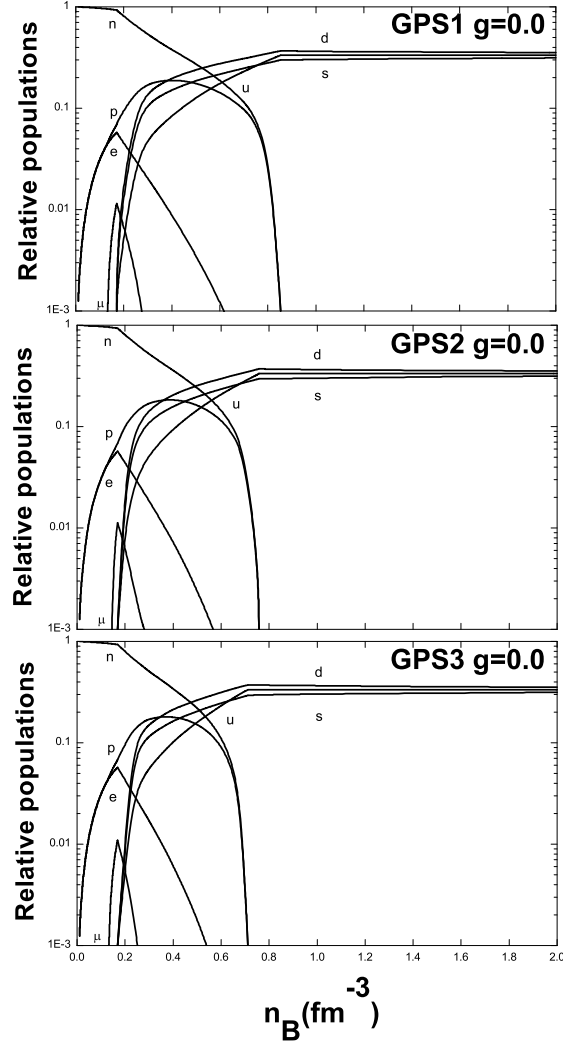 GPS1 g=0.0
Relative populations
1
0.1
0.01
1E-3
n
p
e
μ
d
u
s
GPS2 g=0.0
Relative populations
1
0.1
0.01
1E-3
n
p
e
μ
d
u
s
GPS3 g=0.0
Relative populations
1
0.1
0.01
1E-3
n
p
e
μ
d
u
s
0.0 0.2 0.4 0.6 0.8 1.0 1.2 1.4 1.6 1.8 2.0
n_B(fm^-3)